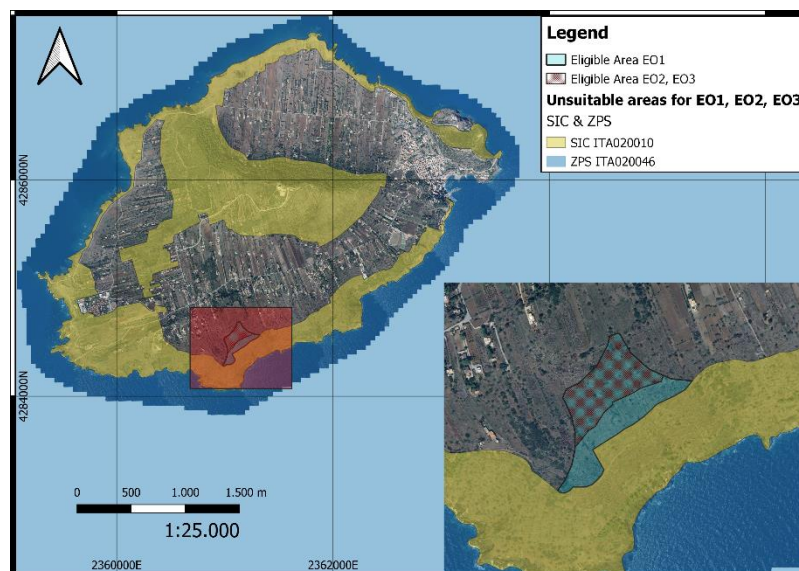 Legend
Eligible Area EO1
Eligible Area EO2, EO3
Unsuitable areas for EO1, EO2, EO3
SIC & ZPS
SIC ITA020010
ZPS ITA020046
4286000N
4284000N
0 500 1.000 1.500 m
1:25.000
2360000E 2362000E